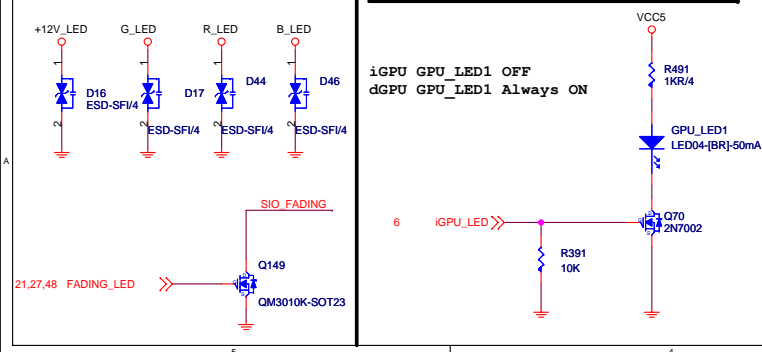 +12V_LED G_LED R_LED B_LED
1 1 1 1
D16
ESD-SFI/4
D17
D44
D46
2 2 2 2
ESD-SFI/4 ESD-SFI/4 ESD-SFI/4
A
SIO_FADING
Q149
21,27,48 FADING_LED
QM3010K-SOT23
5
VCC5
iGPU GPU_LED1 OFF
dGPU GPU_LED1 Always ON
R491
1KR/4
GPU_LED1
LED04-[BR]-50mA
6 iGPU_LED
Q70
2N7002
R391
10K
4